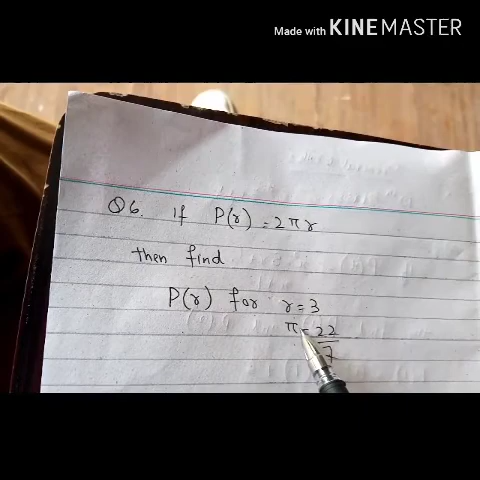 Made with KINEMASTER
Q6. If P(r) = 2πr
then find
P(r) for r = 3
π = 22/7